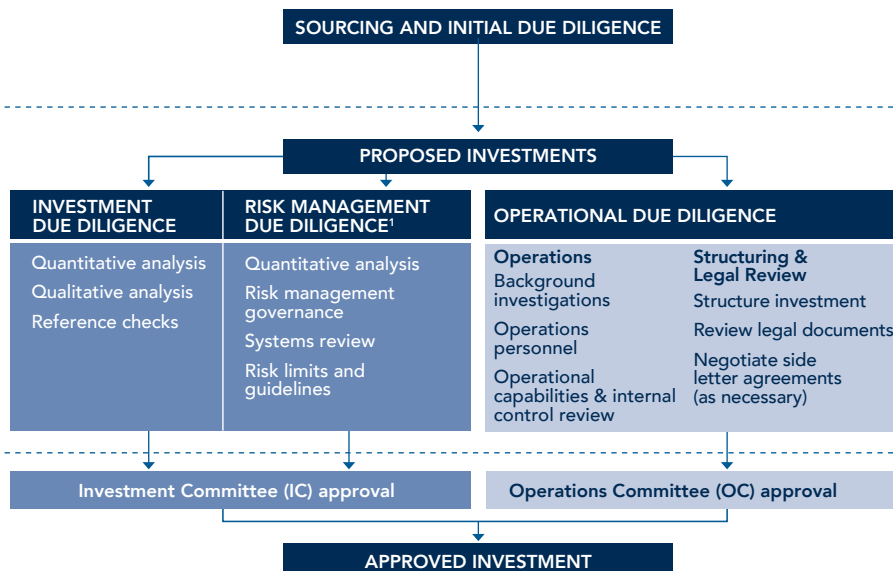 SOURCING AND INITIAL DUE DILIGENCE
PROPOSED INVESTMENTS
INVESTMENT
DUE DILIGENCE
Quantitative analysis
Qualitative analysis
Reference checks
RISK MANAGEMENT
DUE DILIGENCE¹
Quantitative analysis
Risk management
governance
Systems review
Risk limits and
guidelines
OPERATIONAL DUE DILIGENCE
Operations
Background
investigations
Operations
personnel
Operational
capabilities & internal
control review
Structuring &
Legal Review
Structure investment
Review legal documents
Negotiate side
letter agreements
(as necessary)
Investment Committee (IC) approval
Operations Committee (OC) approval
APPROVED INVESTMENT